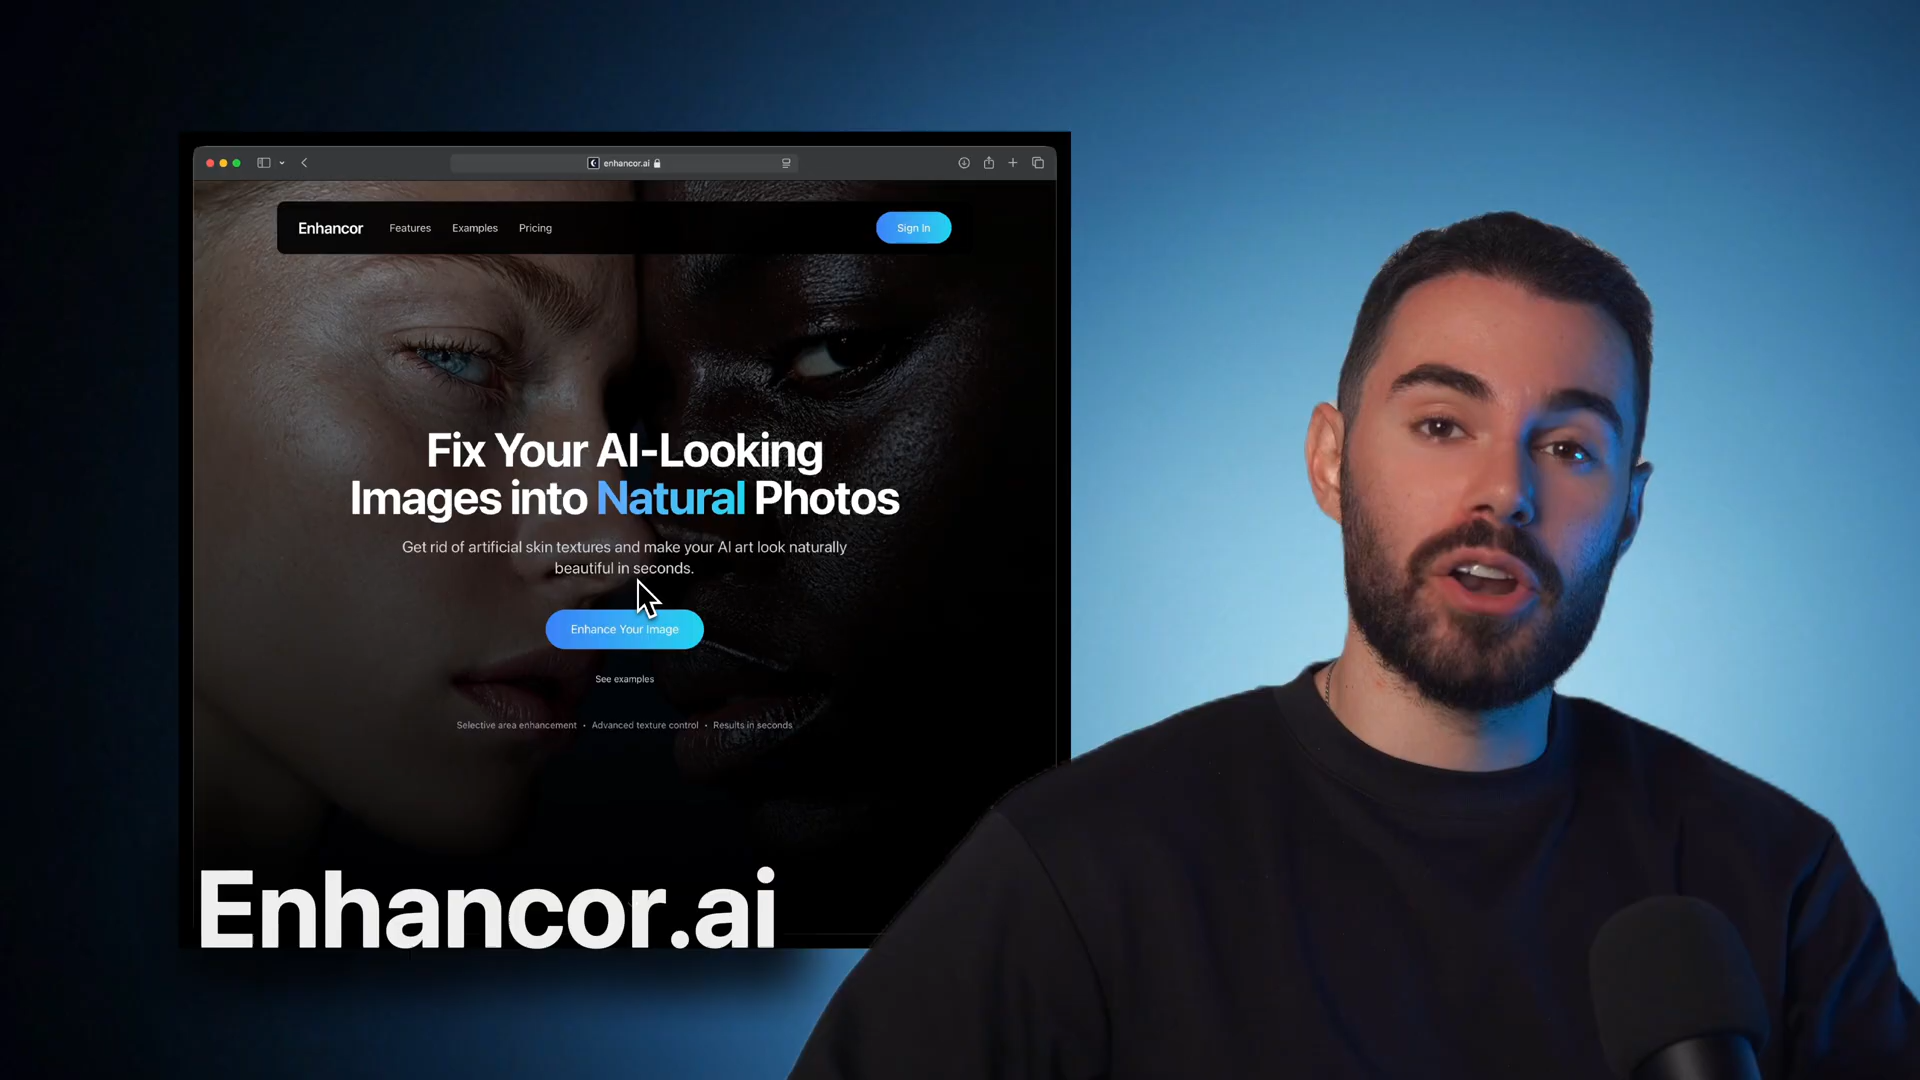 enhancor.ai
Enhancor Features Examples Pricing Sign In
Fix Your AI-Looking
Images into Natural Photos
Get rid of artificial skin textures and make your AI art look naturally
beautiful in seconds.
Enhance Your Image
See examples
Selective area enhancement • Advanced texture control • Results in seconds
Enhancor.ai